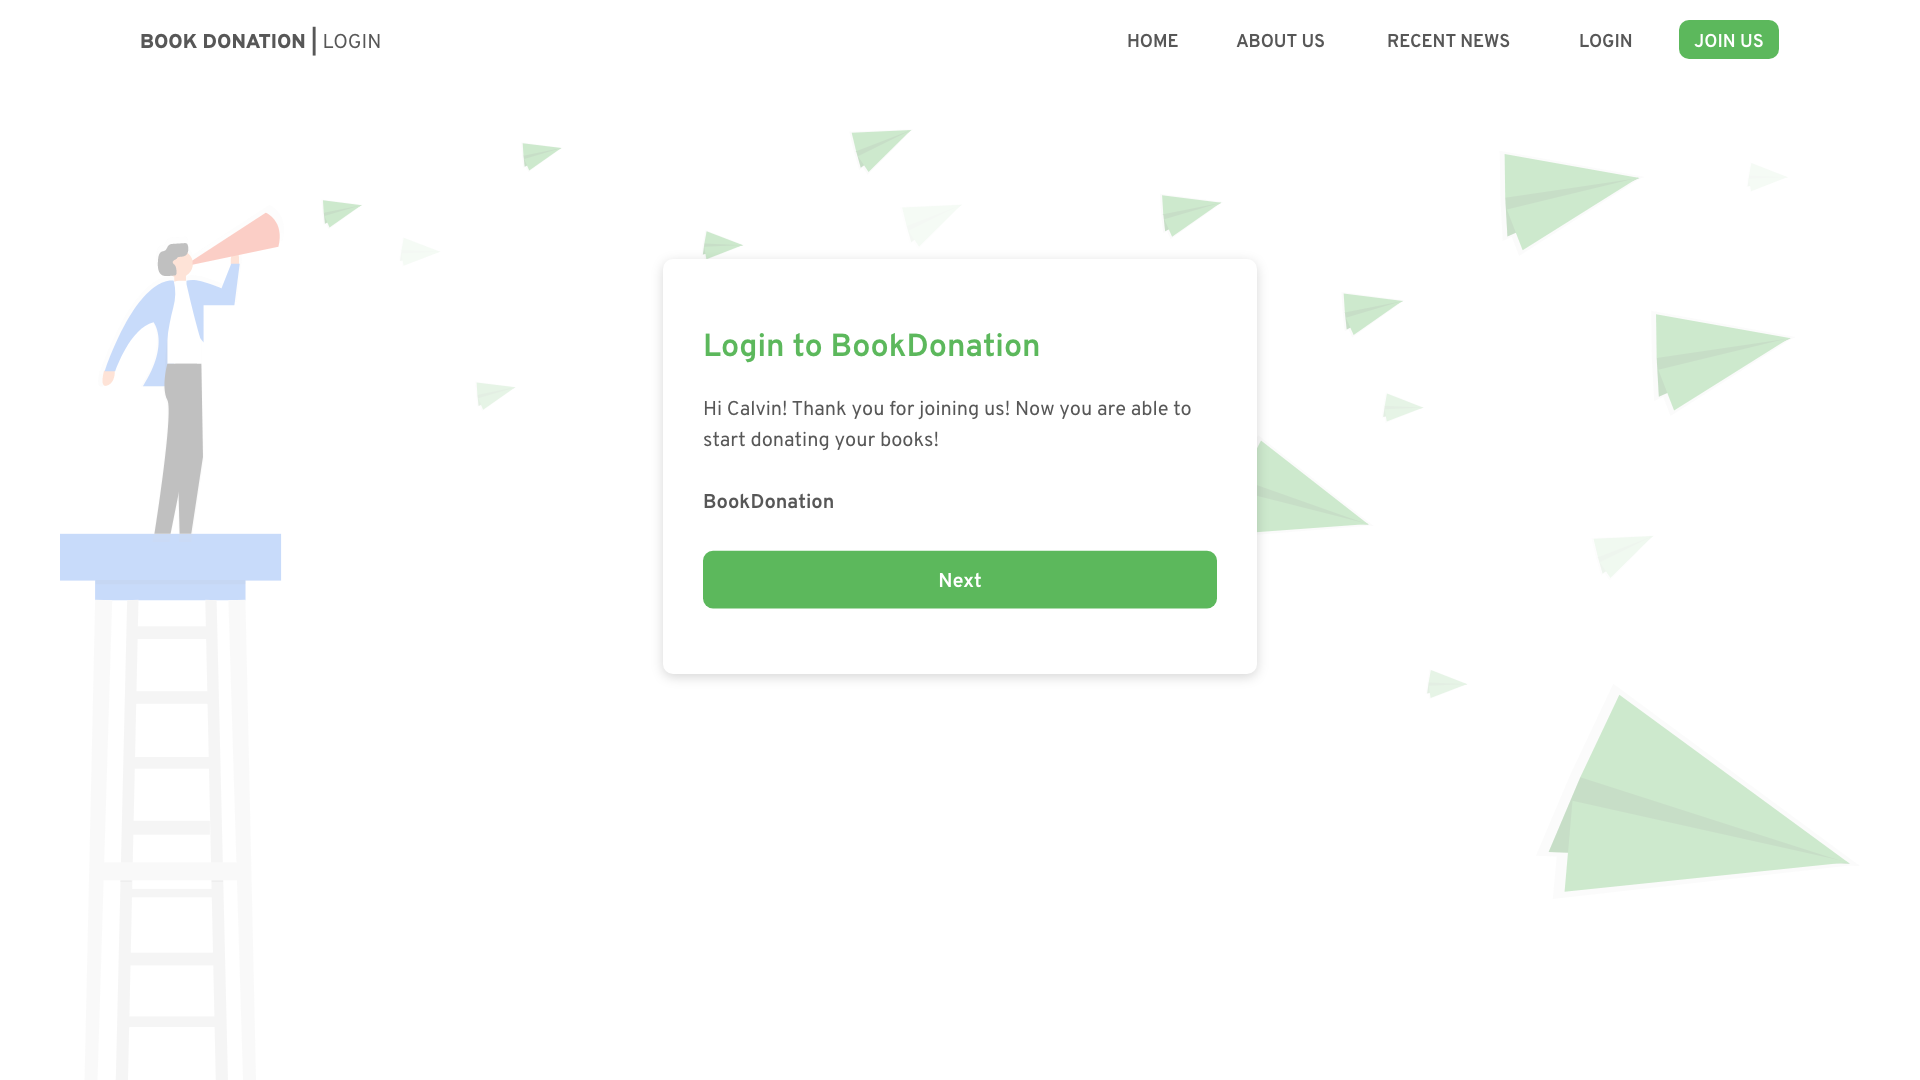 BOOK DONATION | LOGIN
HOME ABOUT US RECENT NEWS LOGIN JOIN US
Login to BookDonation
Hi Calvin! Thank you for joining us! Now you are able to
start donating your books!
BookDonation
Next